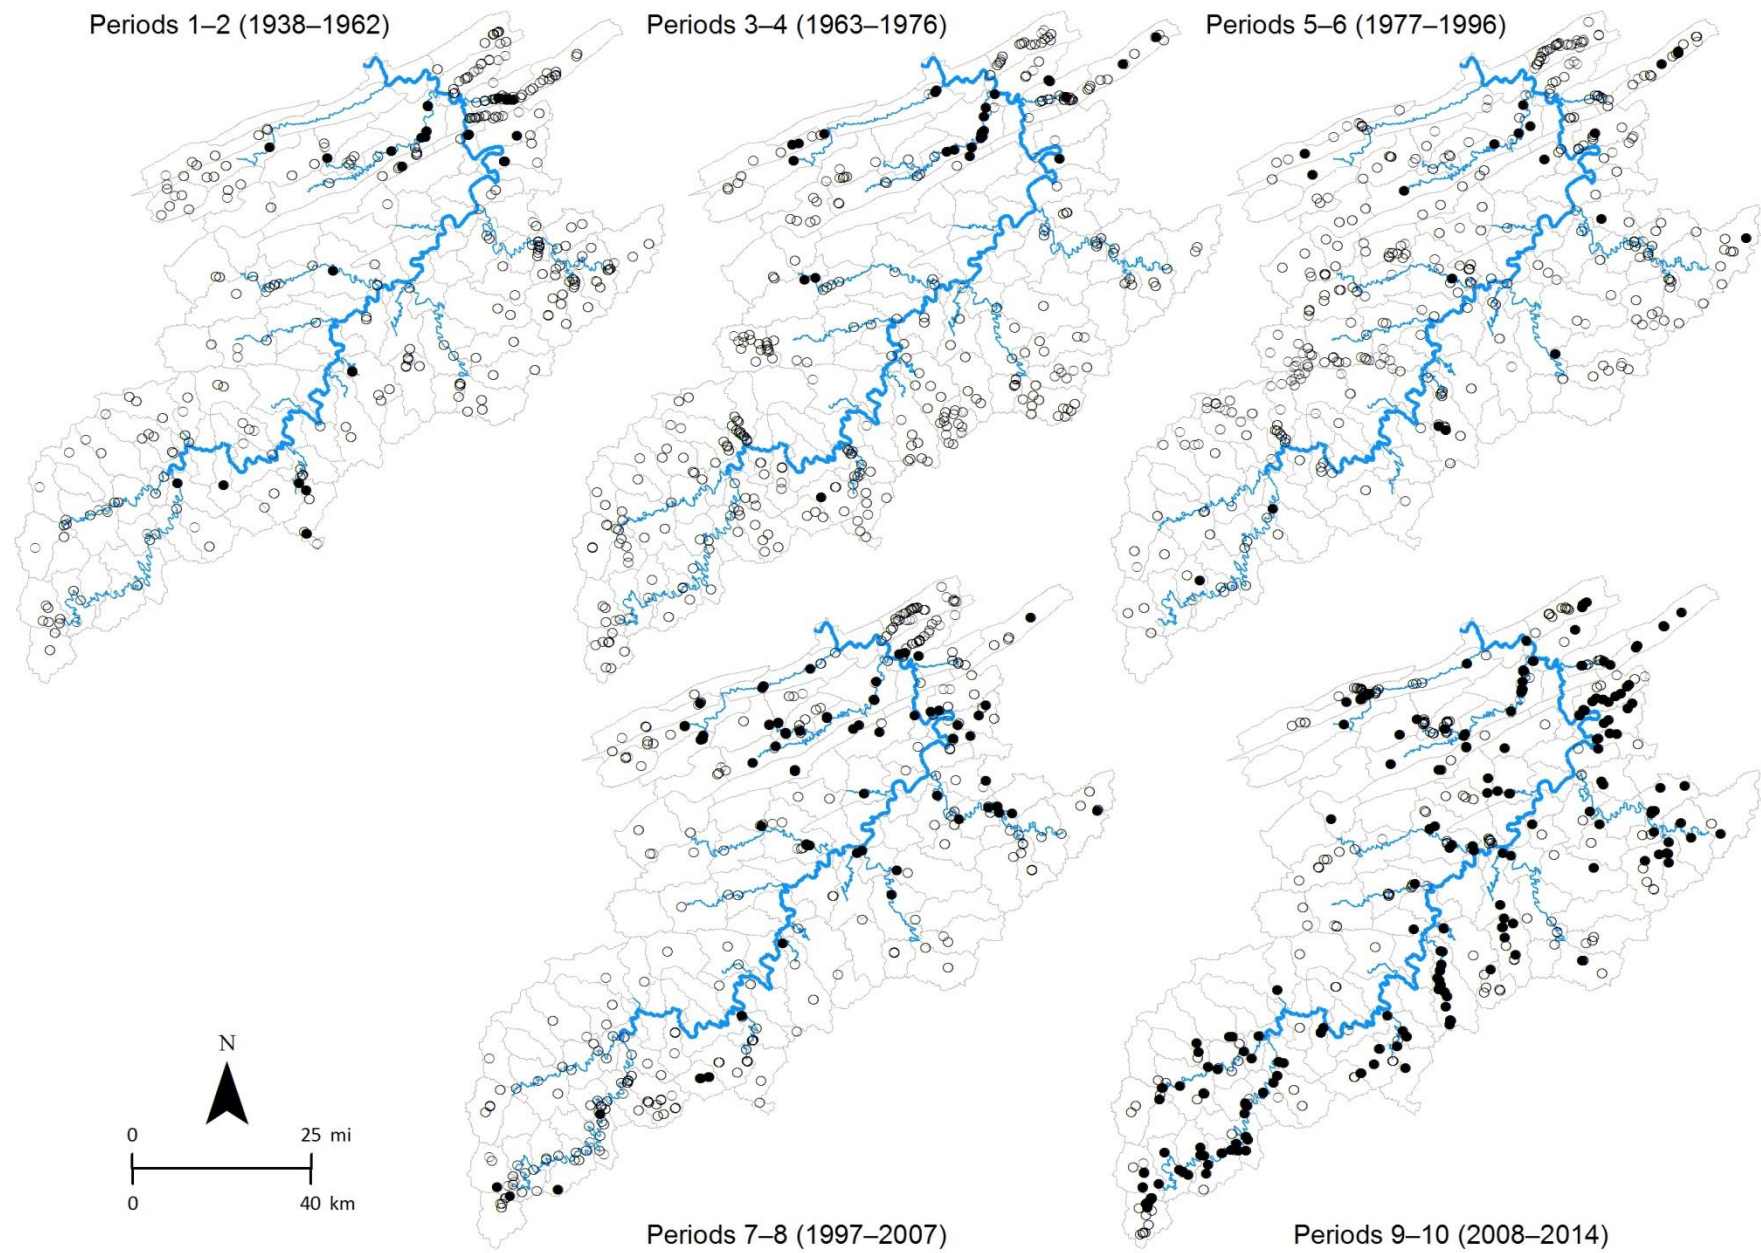 Periods 1–2 (1938–1962)
Periods 3–4 (1963–1976)
Periods 5–6 (1977–1996)
N
0 25 mi
0 40 km
Periods 7–8 (1997–2007)
Periods 9–10 (2008–2014)